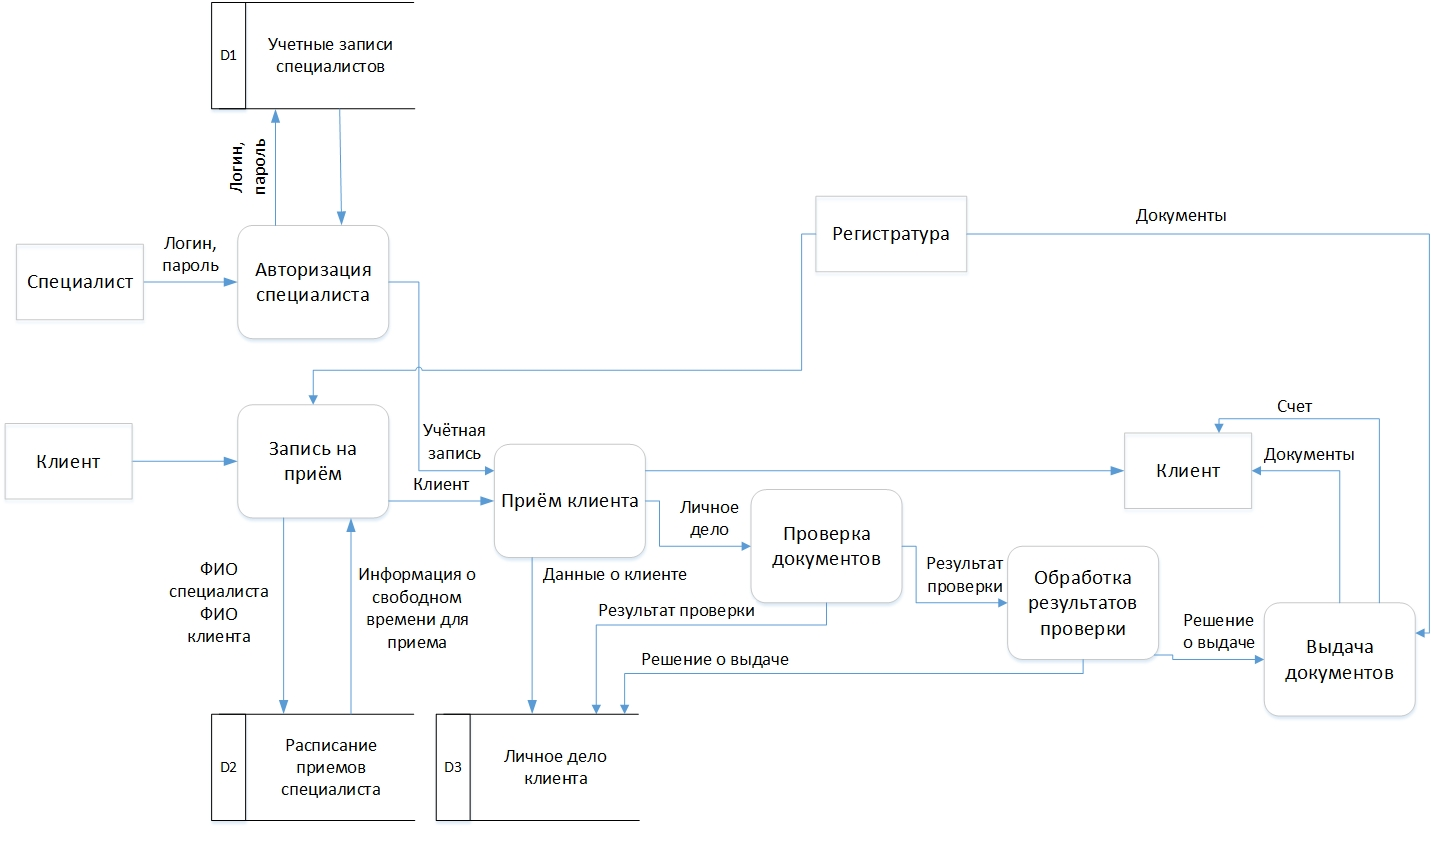 D1
Учетные записи
специалистов
Логин,
пароль
Специалист
Логин,
пароль
Авторизация
специалиста
Регистратура
Документы
Клиент
Запись на
приём
Учётная
запись
Клиент
Приём клиента
Счет
Клиент
Документы
Личное
дело
Проверка
документов
Результат
проверки
Обработка
результатов
проверки
Решение
о выдаче
Выдача
документов
ФИО
специалиста
ФИО
клиента
Информация о
свободном
времени для
приема
Данные о клиенте
Результат проверки
Решение о выдаче
D2
Расписание
приемов
специалиста
D3
Личное дело
клиента